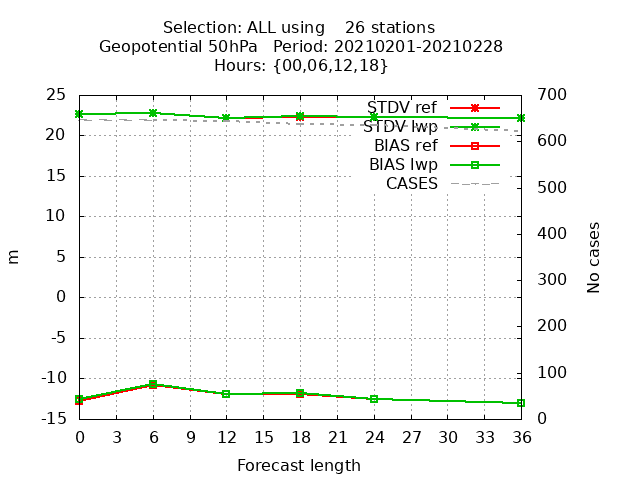 Selection: ALL using    26 stations
Geopotential 50hPa   Period: 20210201-20210228
Hours: {00,06,12,18}
25
20
15
10
5
0
-5
-10
-15
m
700
600
500
400
300
200
100
0
No cases
STDV ref
STDV lwp
BIAS ref
BIAS lwp
CASES
0 3 6 9 12 15 18 21 24 27 30 33 36
Forecast length